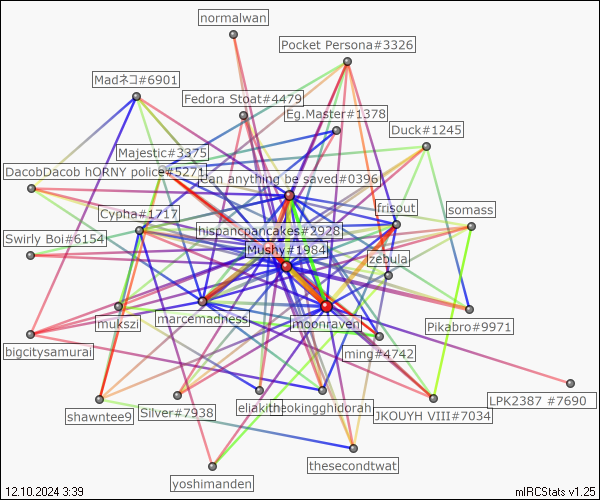 normalwan
Pocket Persona#3326
Madネコ#6901
Fedora Stoat#4479
Eg.Master#1378
Duck#1245
Majestic#3375
DacobDacob hORNY police#5271
Can anything be saved#0396
Cypha#1717
frisout
somass
hispancpancakes#2928
Swirly Boi#6154
Mushy#1984
zebula
mukszi
marcemadness
moonraven
Pikabro#9971
bigcitysamurai
ming#4742
LPK2387 #7690
shawntee9
Silver#7938
eliakitheokingghidorah
JKOUYH VIII#7034
thesecondtwat
yoshimanden
12.10.2024 3:39
mIRCStats v1.25